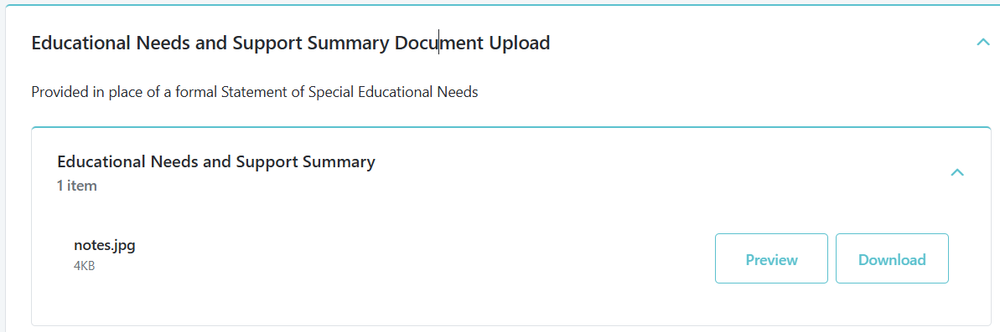 Educational Needs and Support Summary Document Upload
Provided in place of a formal Statement of Special Educational Needs
Educational Needs and Support Summary
1 item
notes.jpg
4KB
Preview
Download